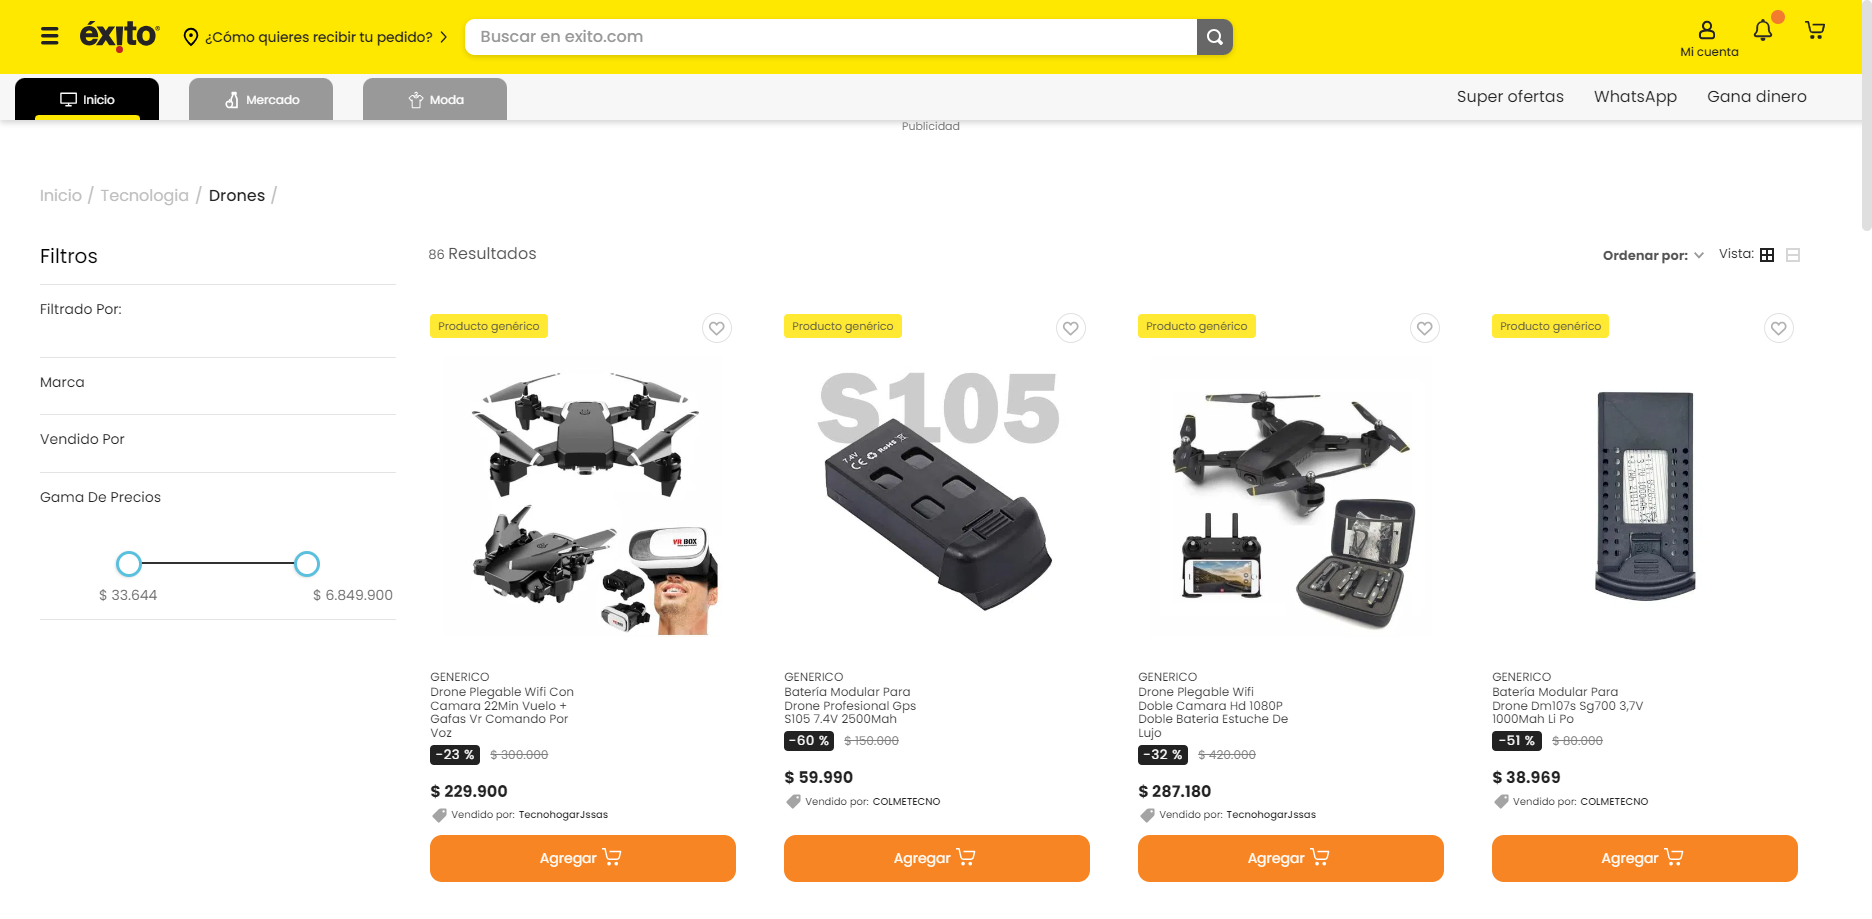 éxito
¿Cómo quieres recibir tu pedido?
Buscar en exito.com
Mi cuenta
Inicio
Mercado
Moda
Super ofertas
WhatsApp
Gana dinero
Publicidad
Inicio / Tecnologia / Drones /
Filtros
86 Resultados
Ordenar por:
Vista:
Filtrado Por:
Marca
Vendido Por
Gama De Precios
$ 33.644
$ 6.849.900
Producto genérico
VR BOX
GENERICO
Drone Plegable Wifi Con
Camara 22Min Vuelo +
Gafas Vr Comando Por
Voz
-23 % $ 300.000
$ 229.900
Vendido por: TecnohogarJssas
Agregar
Producto genérico
S105
7.4V
CE RoHS
GENERICO
Batería Modular Para
Drone Profesional Gps
S105 7.4V 2500Mah
-60 % $ 150.000
$ 59.990
Vendido por: COLMETECNO
Agregar
Producto genérico
GENERICO
Drone Plegable Wifi
Doble Camara Hd 1080P
Doble Bateria Estuche De
Lujo
-32 % $ 420.000
$ 287.180
Vendido por: TecnohogarJssas
Agregar
Producto genérico
GENERICO
Batería Modular Para
Drone Dm107s Sg700 3,7V
1000Mah Li Po
-51 % $ 80.000
$ 38.969
Vendido por: COLMETECNO
Agregar